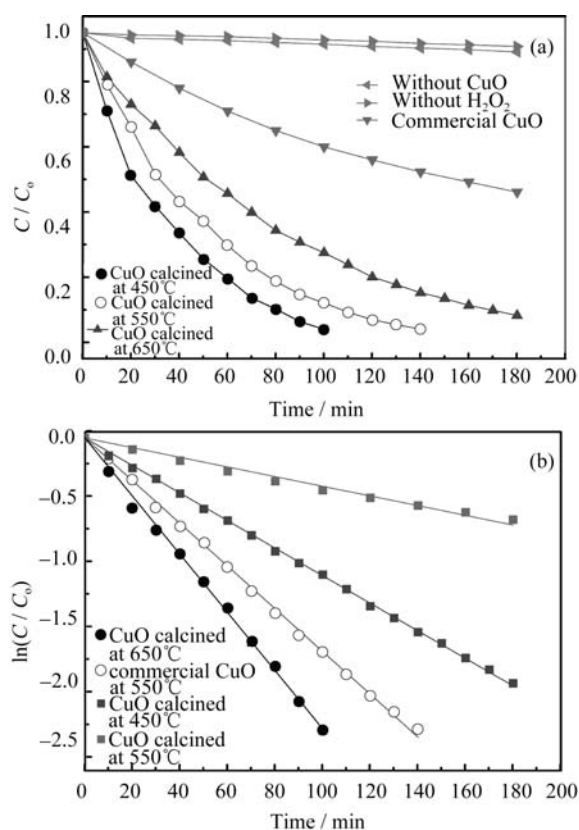 (a)
1.0
0.8
0.6
0.4
0.2
0.0
C / Co
Without CuO
Without H2O2
Commercial CuO
CuO calcined
at 450℃
CuO calcined
at 550℃
CuO calcined
at 650℃
0 20 40 60 80 100 120 140 160 180 200
Time / min
(b)
0.0
−0.5
−1.0
−1.5
−2.0
−2.5
ln(C / Co)
CuO calcined
at 650℃
commercial CuO
at 550℃
CuO calcined
at 450℃
CuO calcined
at 550℃
0 20 40 60 80 100 120 140 160 180 200
Time / min